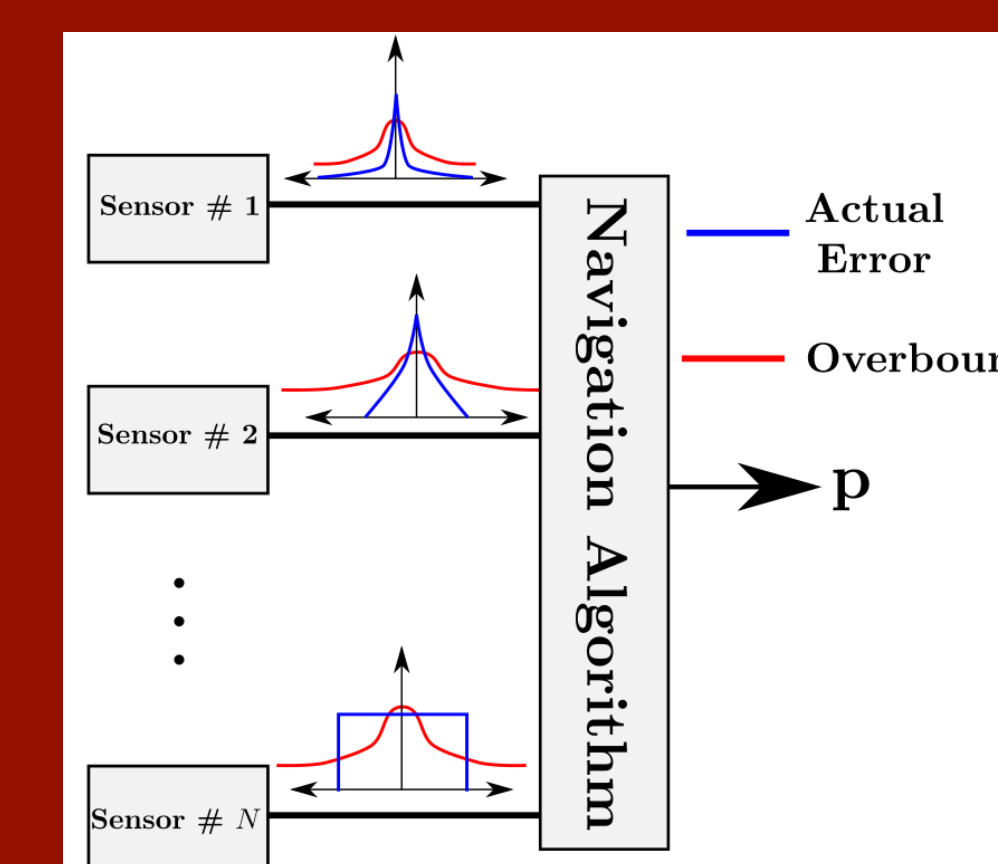 Sensor # 1
Sensor # 2
Sensor # N
Navigation Algorithm
Actual
Error
p